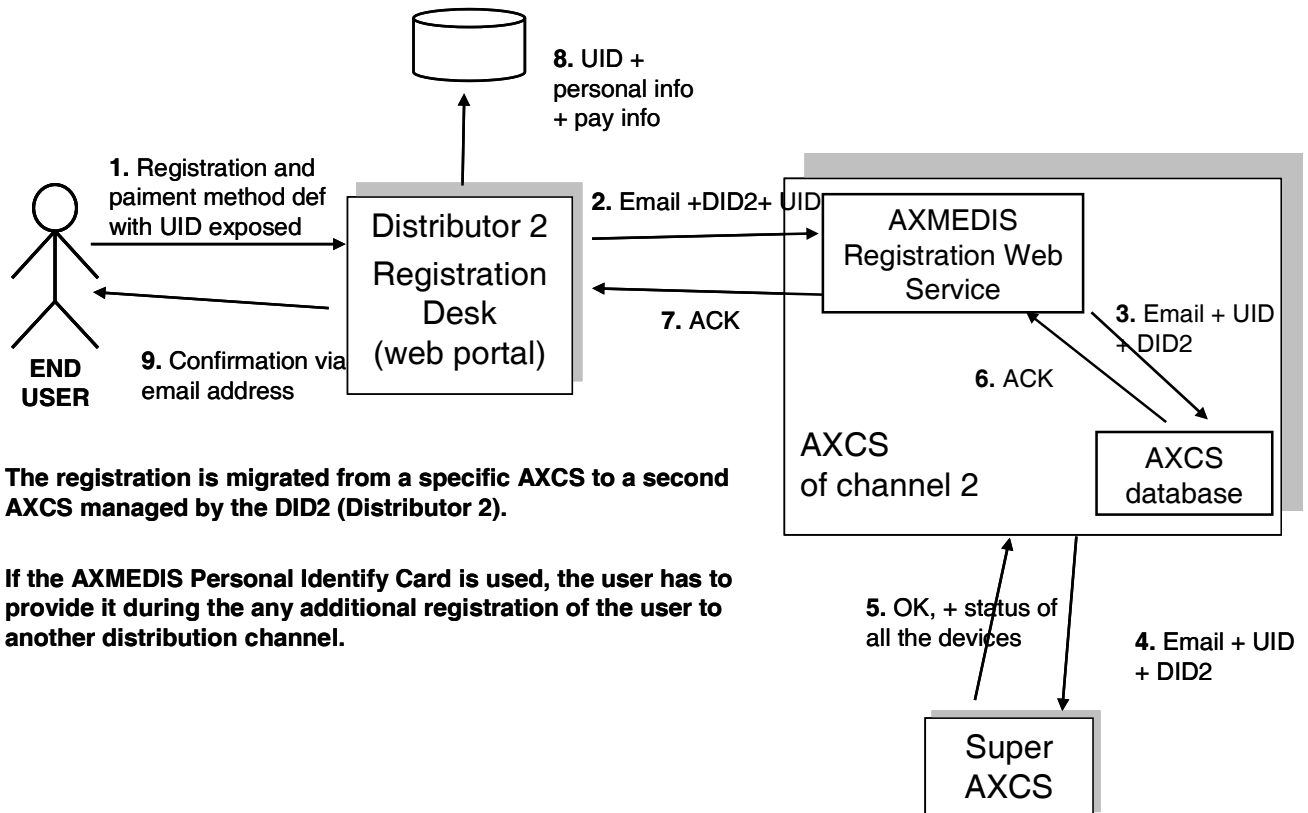 8. UID +
personal info
+ pay info
1. Registration and
paiment method def
with UID exposed
Distributor 2
Registration
Desk
(web portal)
2. Email +DID2+ UID
AXMEDIS
Registration Web
Service
7. ACK
3. Email + UID
+ DID2
6. ACK
END
USER
9. Confirmation via
email address
AXCS
of channel 2
AXCS
database
The registration is migrated from a specific AXCS to a second
AXCS managed by the DID2 (Distributor 2).
If the AXMEDIS Personal Identify Card is used, the user has to
provide it during the any additional registration of the user to
another distribution channel.
5. OK, + status of
all the devices
4. Email + UID
+ DID2
Super
AXCS